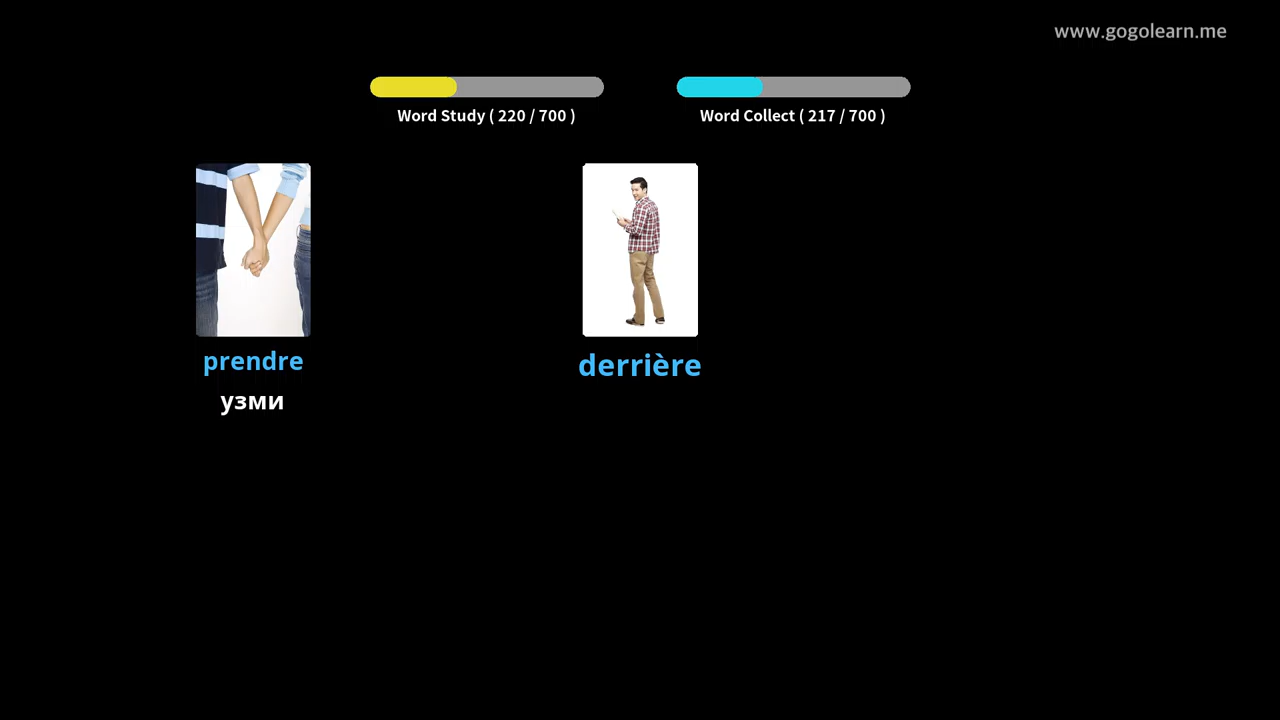 www.gogolearn.me
Word Study ( 220 / 700 )
Word Collect ( 217 / 700 )
prendre
узми
derrière